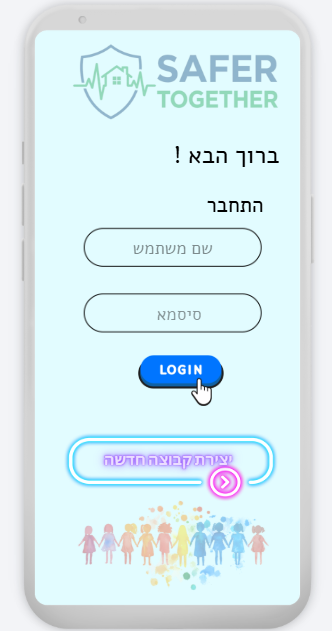 SAFER
TOGETHER
ברוך הבא !
התחבר
שם משתמש
סיסמא
LOGIN
יצירת קבוצה חדשה